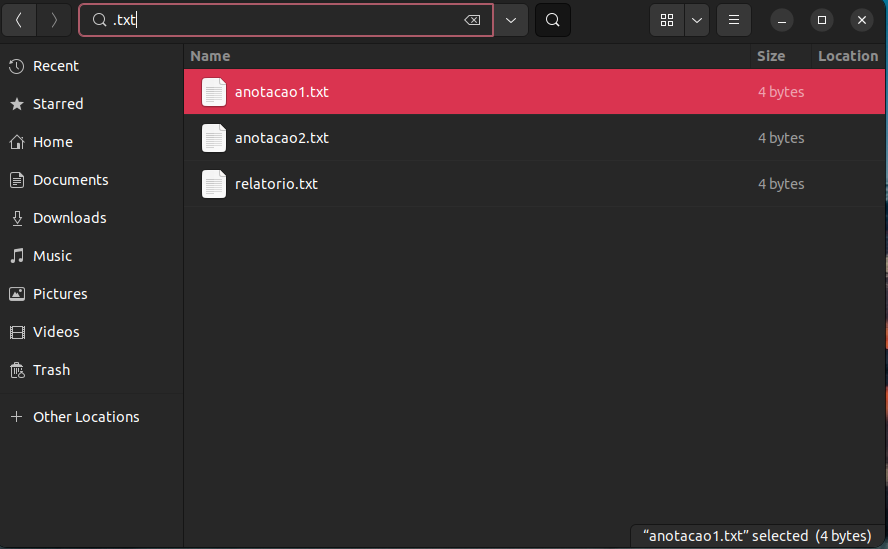 .txt
Name Size Location
Recent
Starred
Home
Documents
Downloads
Music
Pictures
Videos
Trash
Other Locations
anotacao1.txt 4 bytes
anotacao2.txt 4 bytes
relatorio.txt 4 bytes
“anotacao1.txt” selected (4 bytes)